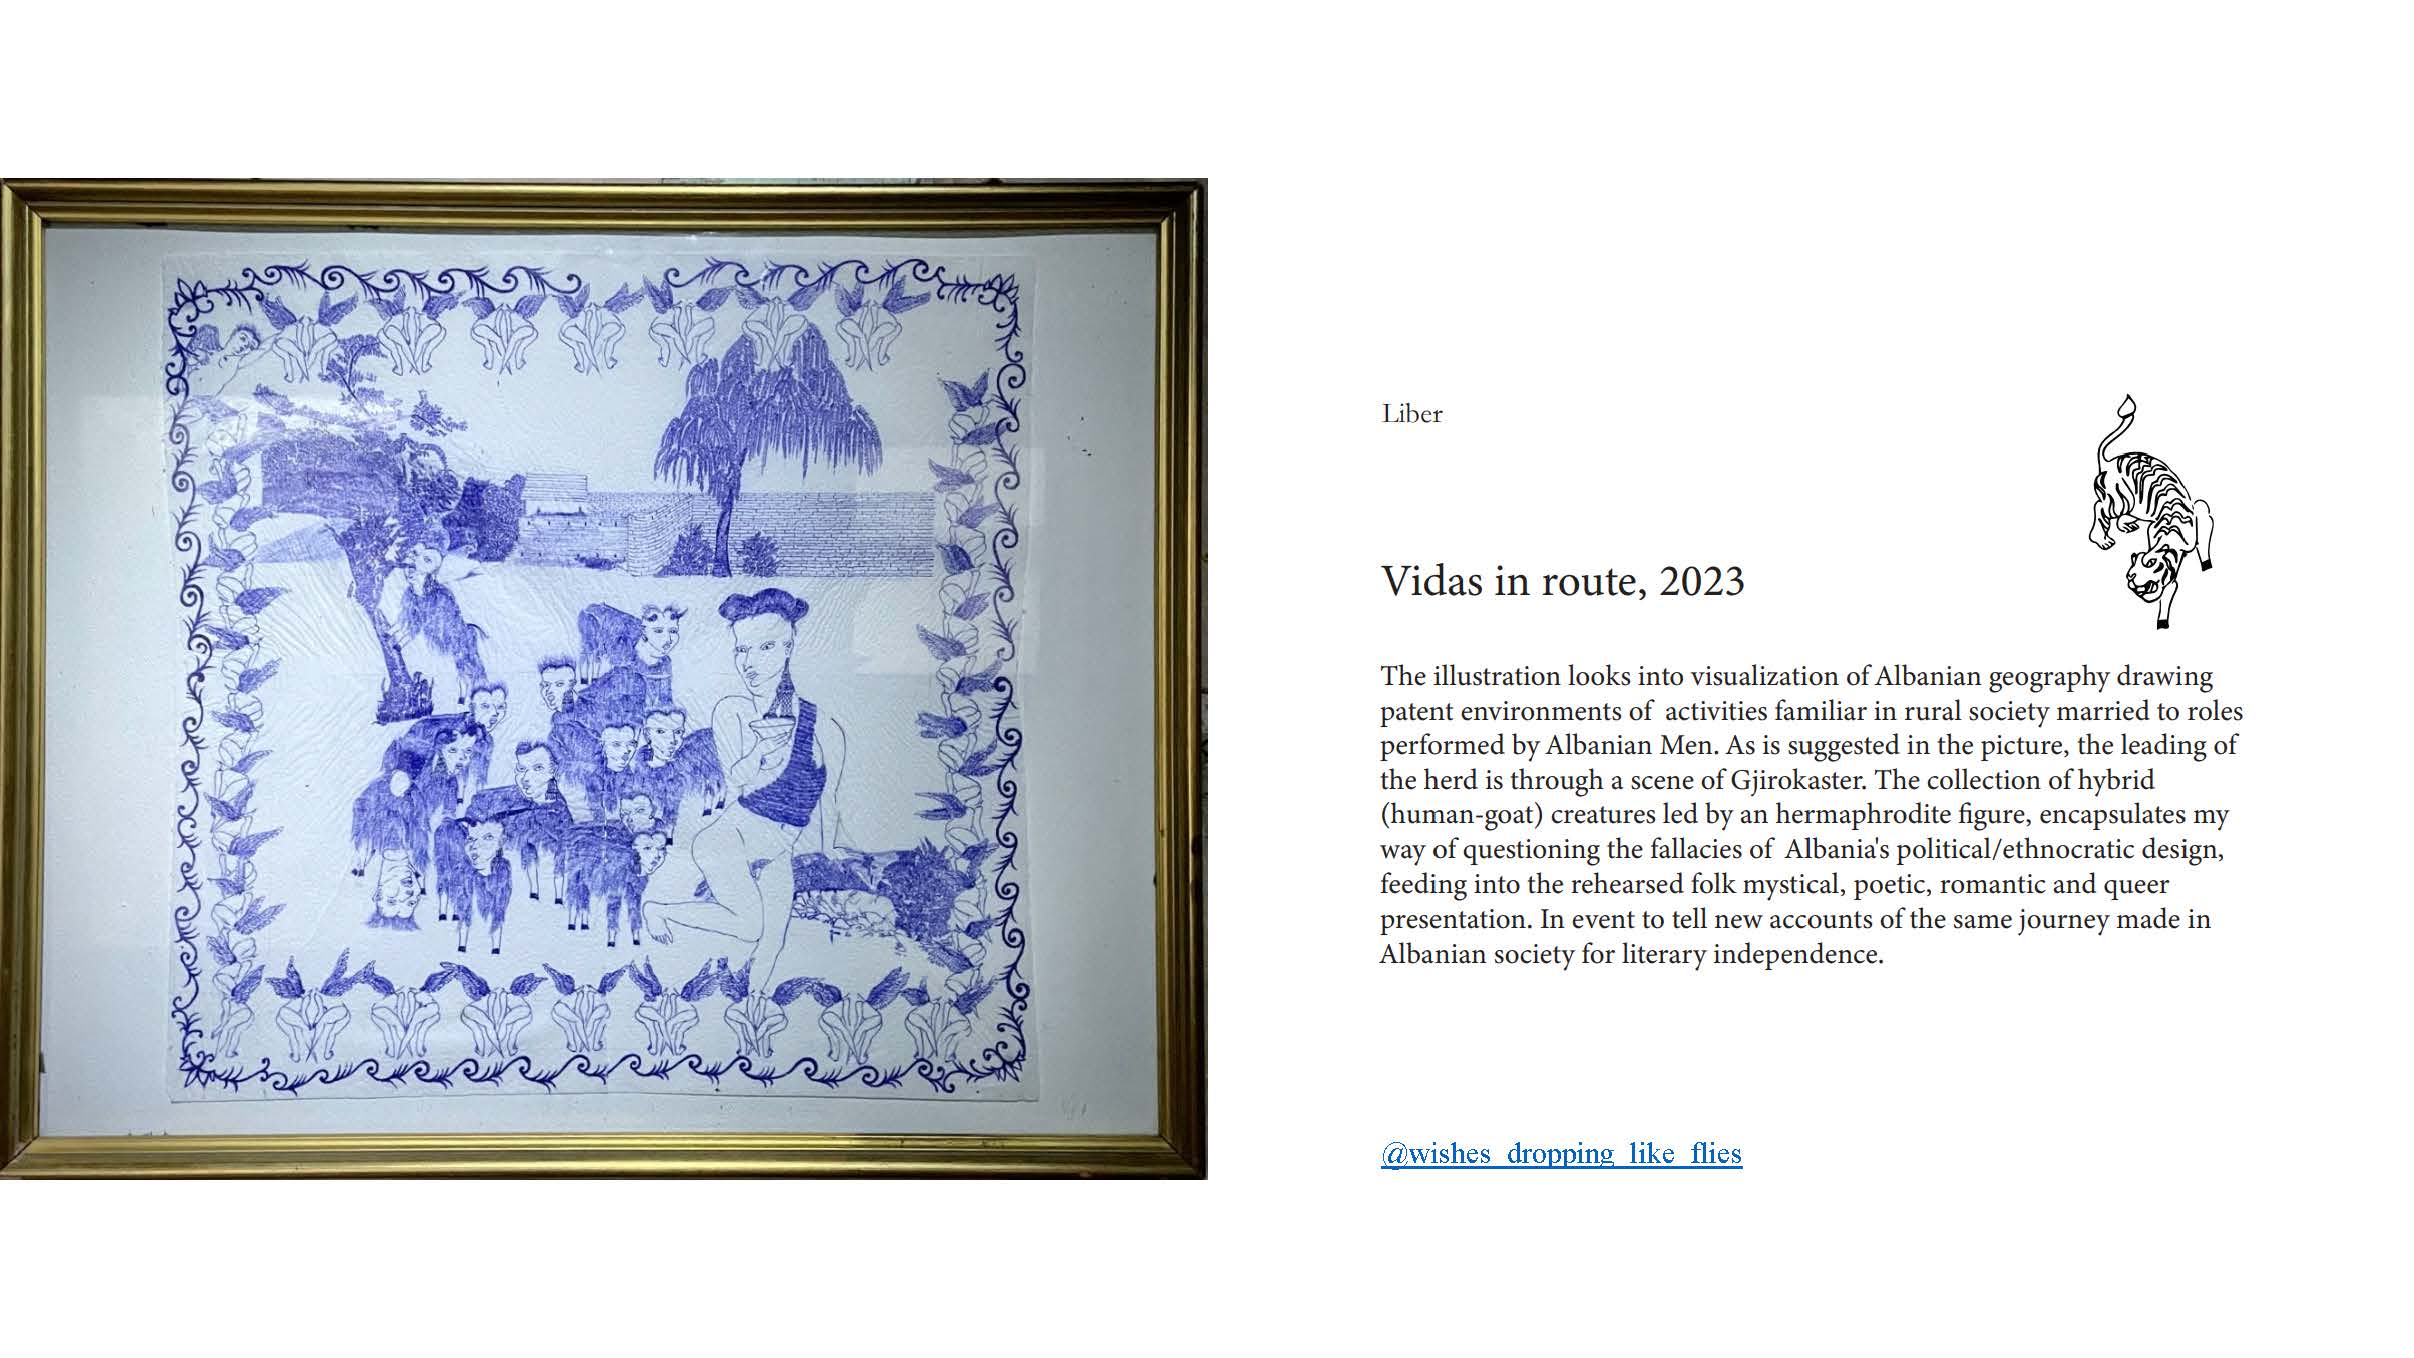 Liber
Vidas in route, 2023
The illustration looks into visualization of Albanian geography drawing
patent environments of  activities familiar in rural society married to roles
performed by Albanian Men. As is suggested in the picture, the leading of
the herd is through a scene of Gjirokaster. The collection of hybrid
(human-goat) creatures led by an hermaphrodite figure, encapsulates my
way of questioning the fallacies of  Albania's political/ethnocratic design,
feeding into the rehearsed folk mystical, poetic, romantic and queer
presentation. In event to tell new accounts of the same journey made in
Albanian society for literary independence.
@wishes_dropping_like_flies